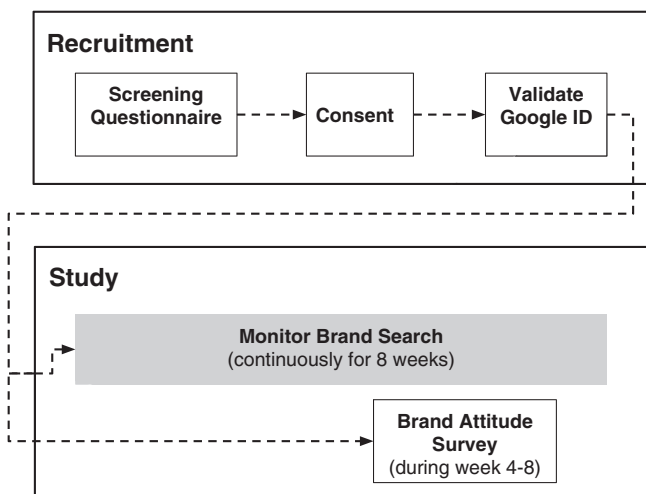 Recruitment
Screening
Questionnaire
Consent
Validate
Google ID
Study
Monitor Brand Search
(continuously for 8 weeks)
Brand Attitude
Survey
(during week 4-8)